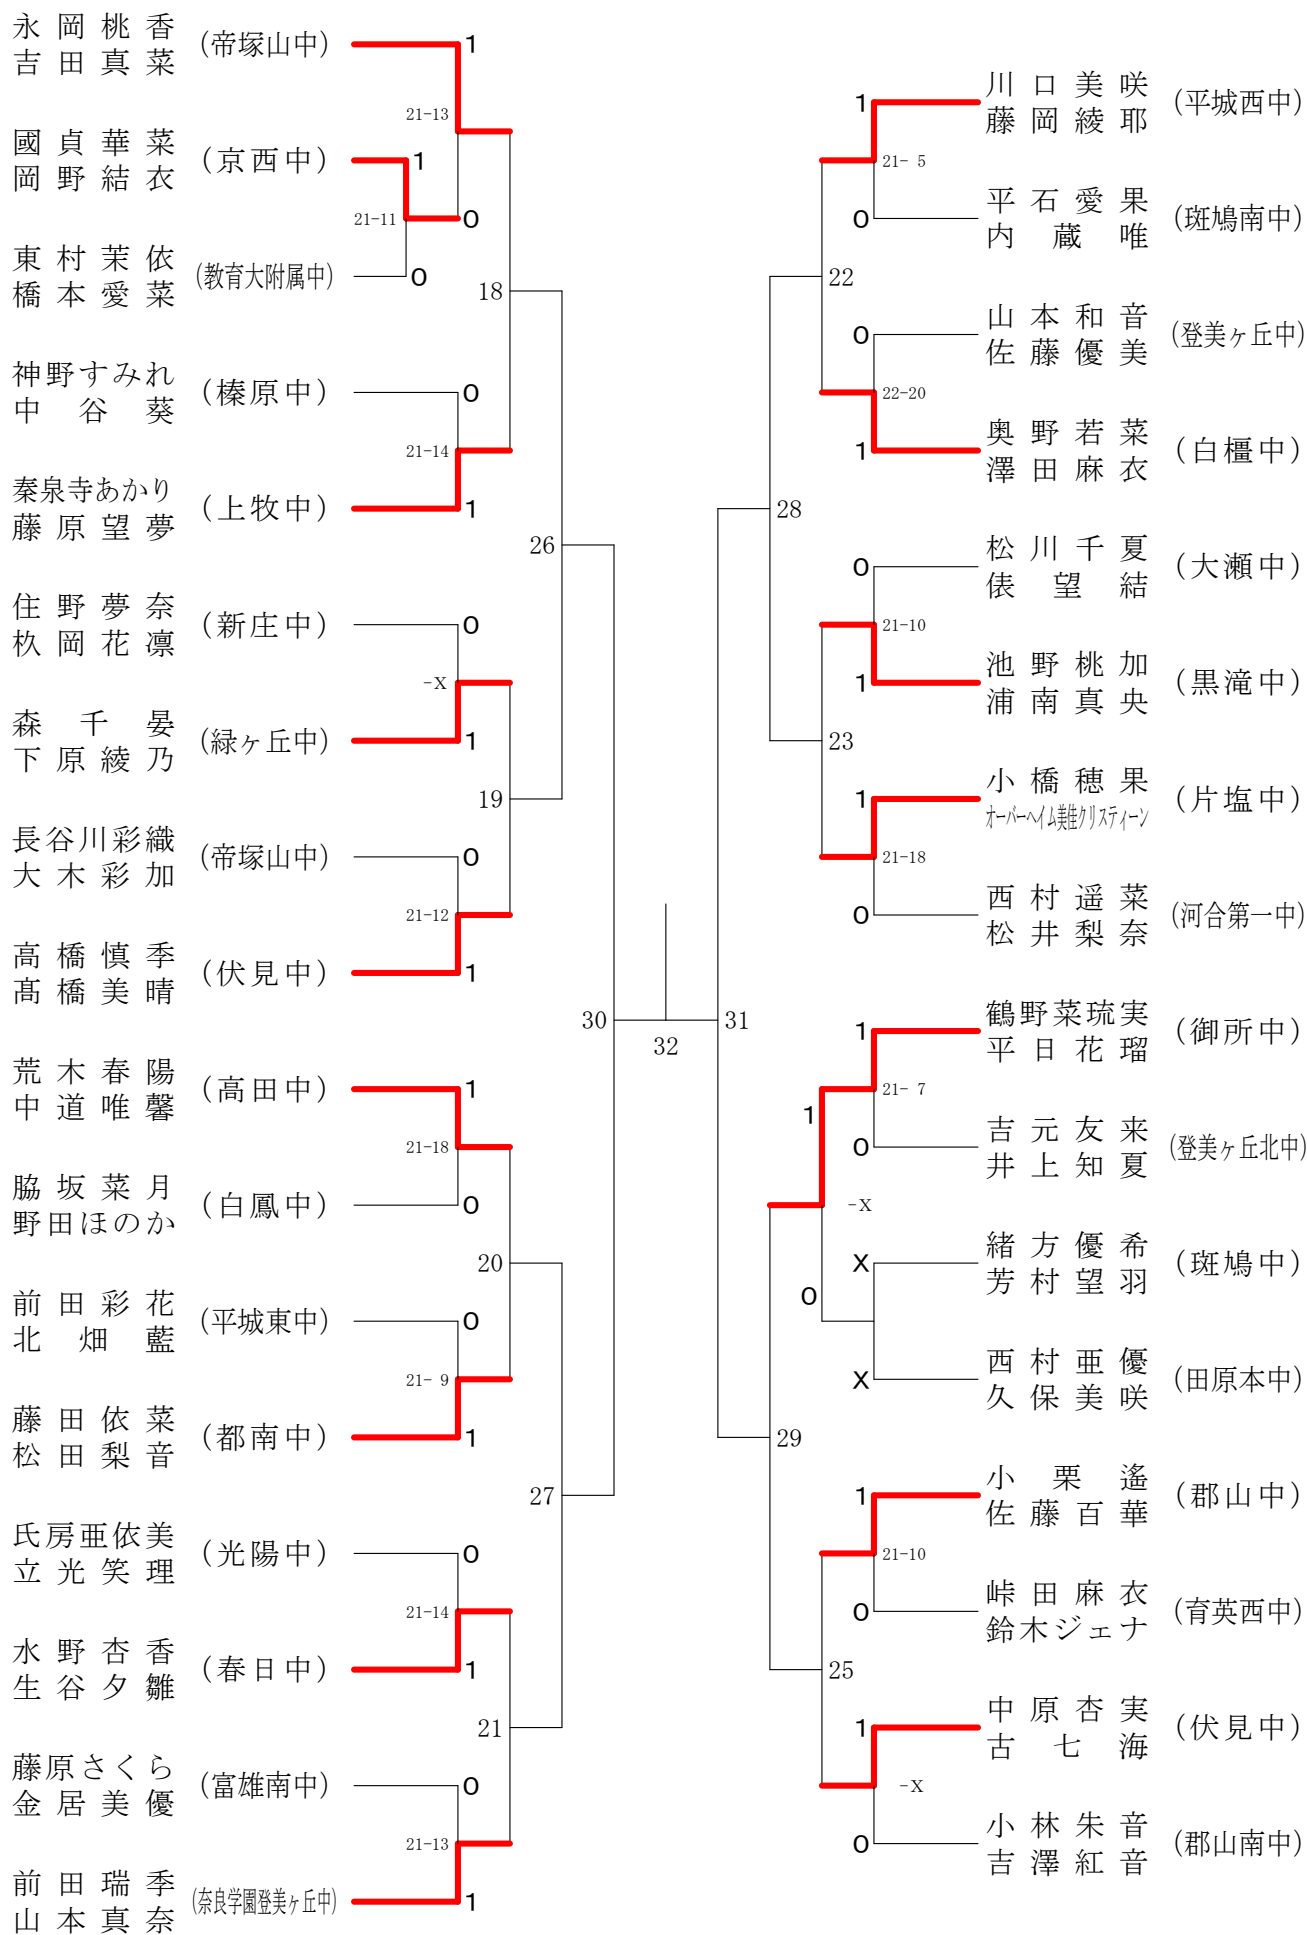 永岡桃香
吉田真菜
(帝塚山中)
1
21-13
國貞華菜
岡野結衣
(京西中)
1
21-11
0
東村茉依
橋本愛菜
(教育大附属中)
0
18
神野すみれ
中谷葵
(榛原中)
0
21-14
秦泉寺あかり
藤原望夢
(上牧中)
1
26
住野夢奈
杦岡花凛
(新庄中)
0
-X
森千晏
下原綾乃
(緑ヶ丘中)
1
19
長谷川彩織
大木彩加
(帝塚山中)
0
21-12
高橋慎季
髙橋美晴
(伏見中)
1
30
荒木春陽
中道唯馨
(高田中)
1
21-18
脇坂菜月
野田ほのか
(白鳳中)
0
20
前田彩花
北畑藍
(平城東中)
0
21- 9
藤田依菜
松田梨音
(都南中)
1
27
氏房亜依美
立光笑理
(光陽中)
0
21-14
水野杏香
生谷夕雛
(春日中)
1
21
藤原さくら
金居美優
(富雄南中)
0
21-13
前田瑞季
山本真奈
(奈良学園登美ヶ丘中)
1
32
1
川口美咲
藤岡綾耶
(平城西中)
21- 5
0
平石愛果
内蔵唯
(斑鳩南中)
22
0
山本和音
佐藤優美
(登美ヶ丘中)
22-20
1
奥野若菜
澤田麻衣
(白橿中)
28
0
松川千夏
俵望結
(大瀬中)
21-10
1
池野桃加
浦南真央
(黒滝中)
23
1
小橋穂果
オーバーヘイム美佳クリスティーン
(片塩中)
21-18
0
西村遥菜
松井梨奈
(河合第一中)
31
1
鶴野菜琉実
平日花瑠
(御所中)
21- 7
1
0
吉元友来
井上知夏
(登美ヶ丘北中)
-X
X
緒方優希
芳村望羽
(斑鳩中)
0
X
西村亜優
久保美咲
(田原本中)
29
1
小栗遙
佐藤百華
(郡山中)
21-10
0
峠田麻衣
鈴木ジェナ
(育英西中)
25
1
中原杏実
古七海
(伏見中)
-X
0
小林朱音
吉澤紅音
(郡山南中)